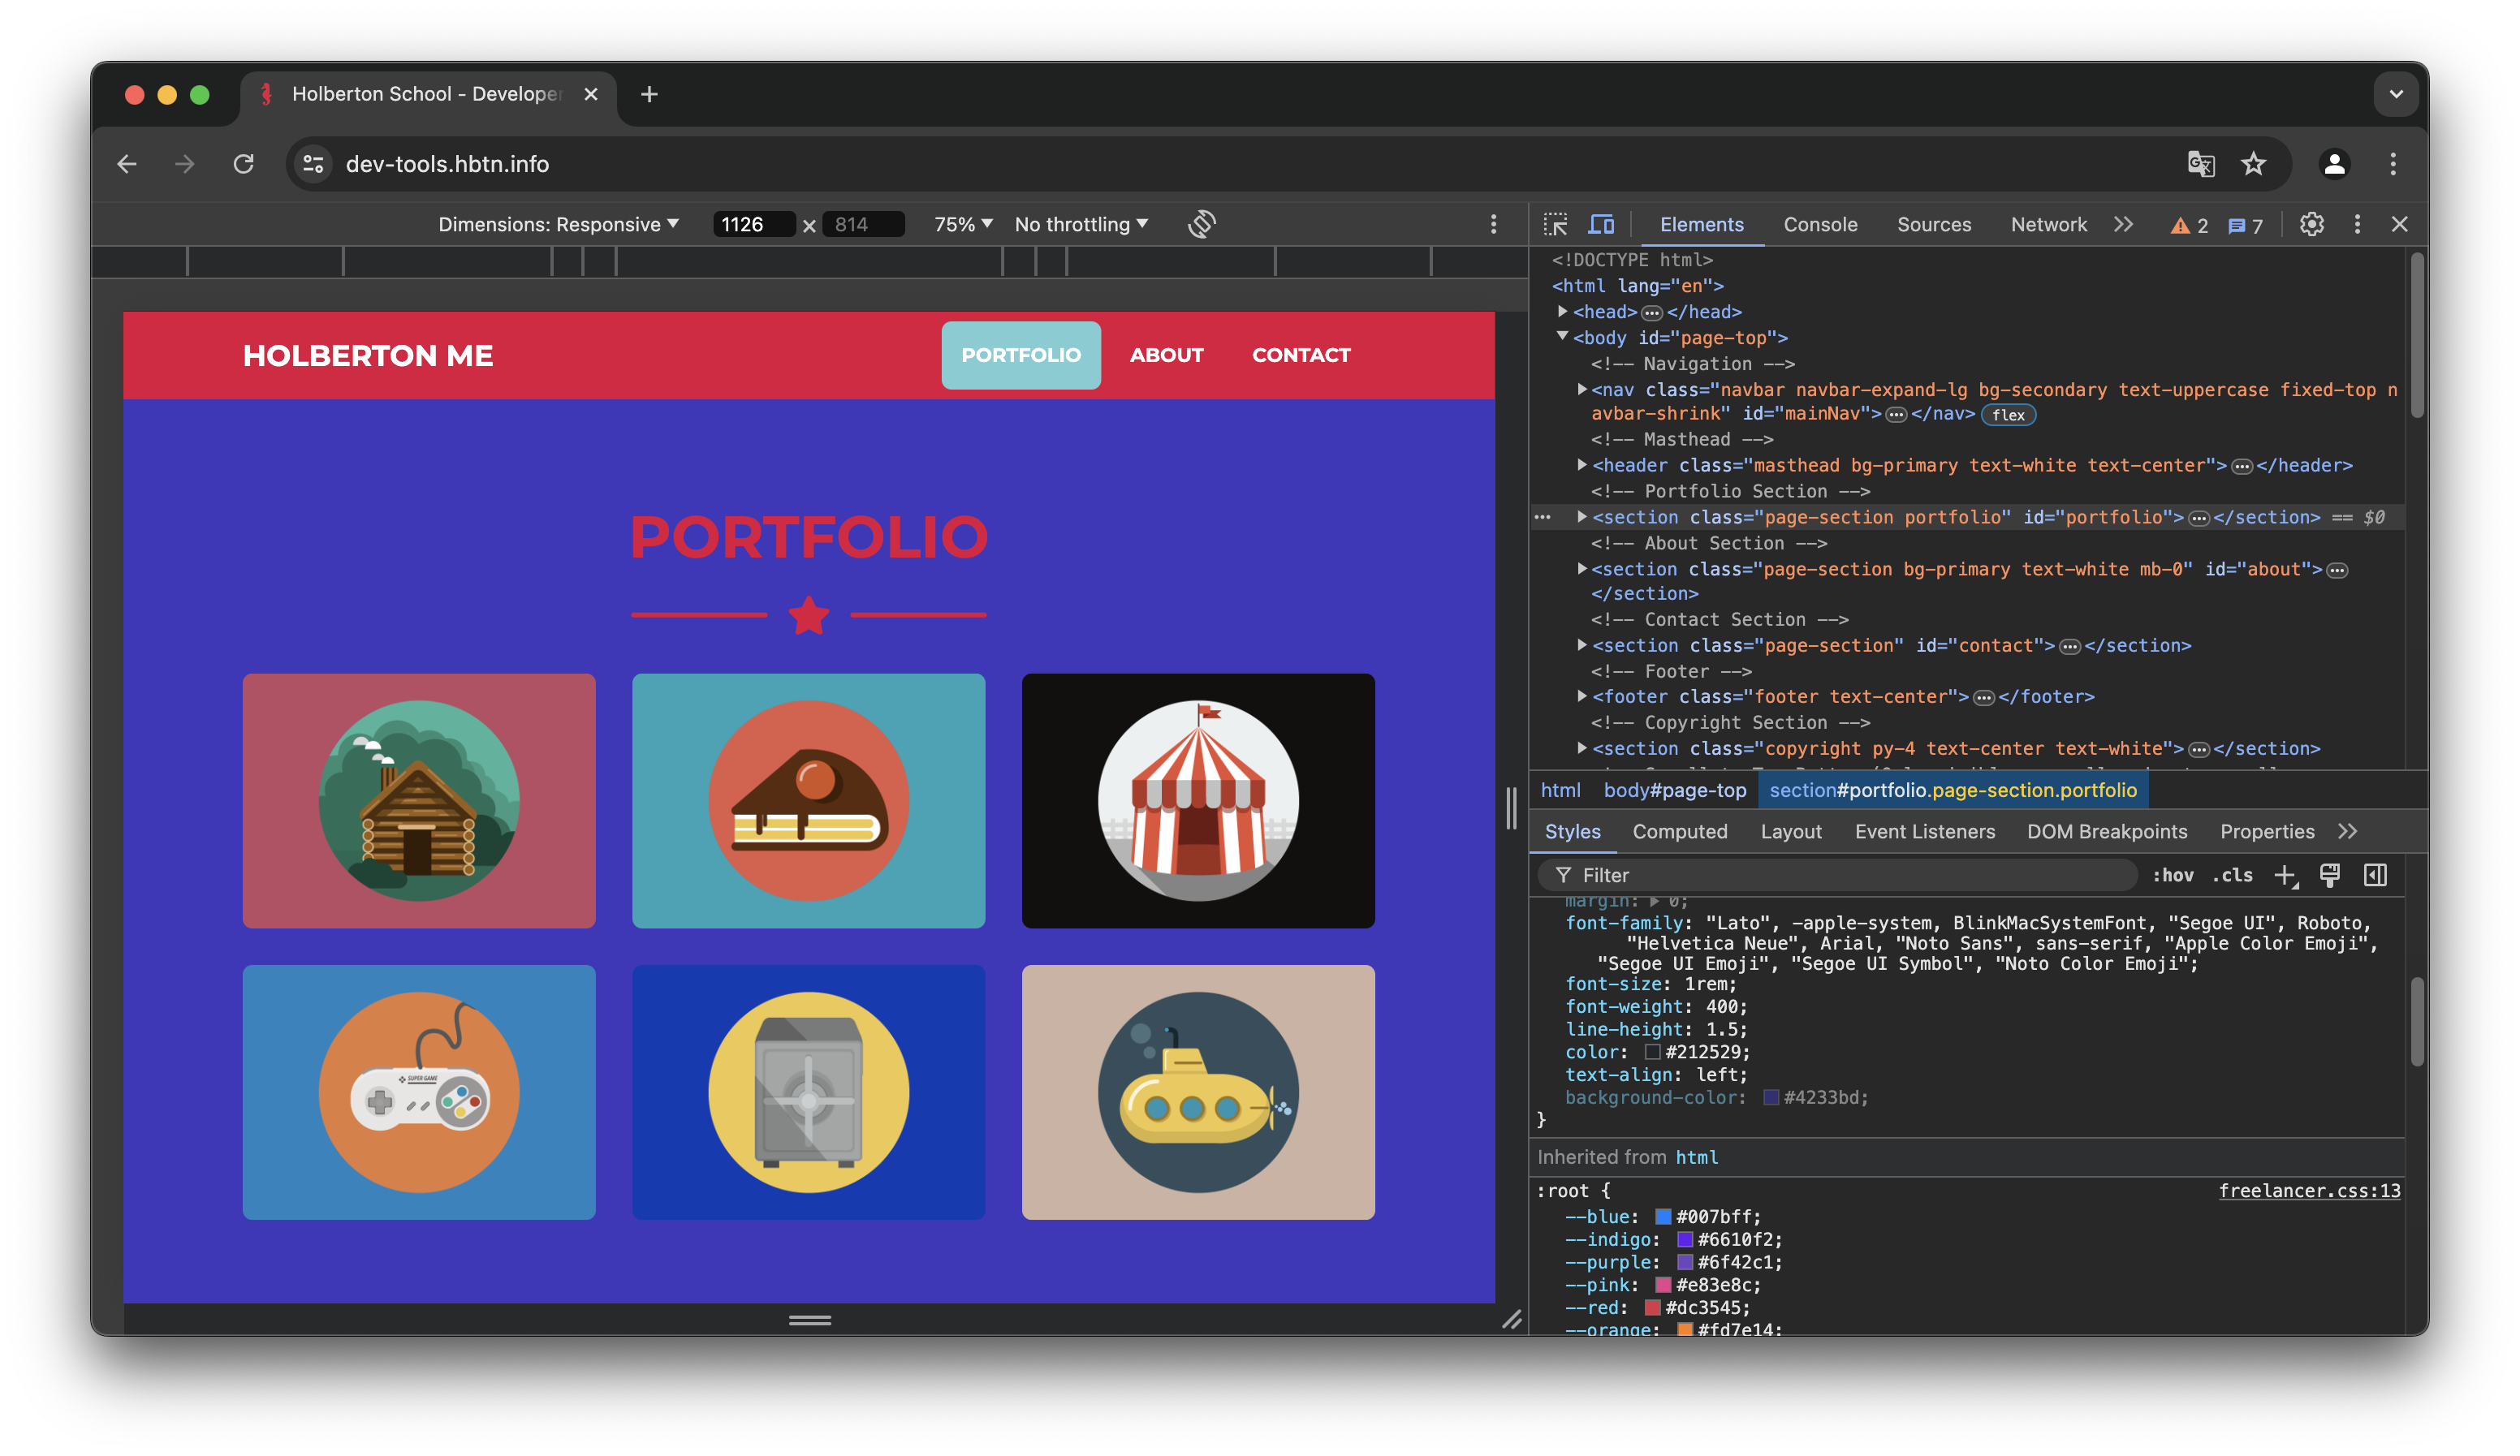 Holberton School - Developer
dev-tools.hbtn.info
Dimensions: Responsive 1126 × 814 75% No throttling
Elements Console Sources Network 2 7
HOLBERTON ME
PORTFOLIO ABOUT CONTACT
PORTFOLIO
SUPER GAME
<!DOCTYPE html>
<html lang="en">
<head> ••• </head>
<body id="page-top">
<!-- Navigation -->
<nav class="navbar navbar-expand-lg bg-secondary text-uppercase fixed-top n
avbar-shrink" id="mainNav"> ••• </nav> flex
<!-- Masthead -->
<header class="masthead bg-primary text-white text-center"> ••• </header>
<!-- Portfolio Section -->
••• <section class="page-section portfolio" id="portfolio"> ••• </section> == $0
<!-- About Section -->
<section class="page-section bg-primary text-white mb-0" id="about"> •••
</section>
<!-- Contact Section -->
<section class="page-section" id="contact"> ••• </section>
<!-- Footer -->
<footer class="footer text-center"> ••• </footer>
<!-- Copyright Section -->
<section class="copyright py-4 text-center text-white"> ••• </section>
html body#page-top section#portfolio.page-section.portfolio
Styles Computed Layout Event Listeners DOM Breakpoints Properties
Filter :hov .cls
margin: 0;
font-family: "Lato", -apple-system, BlinkMacSystemFont, "Segoe UI", Roboto,
"Helvetica Neue", Arial, "Noto Sans", sans-serif, "Apple Color Emoji",
"Segoe UI Emoji", "Segoe UI Symbol", "Noto Color Emoji";
font-size: 1rem;
font-weight: 400;
line-height: 1.5;
color: #212529;
text-align: left;
background-color: #4233bd;
}
Inherited from html
:root { freelancer.css:13
--blue: #007bff;
--indigo: #6610f2;
--purple: #6f42c1;
--pink: #e83e8c;
--red: #dc3545;
--orange: #fd7e14;